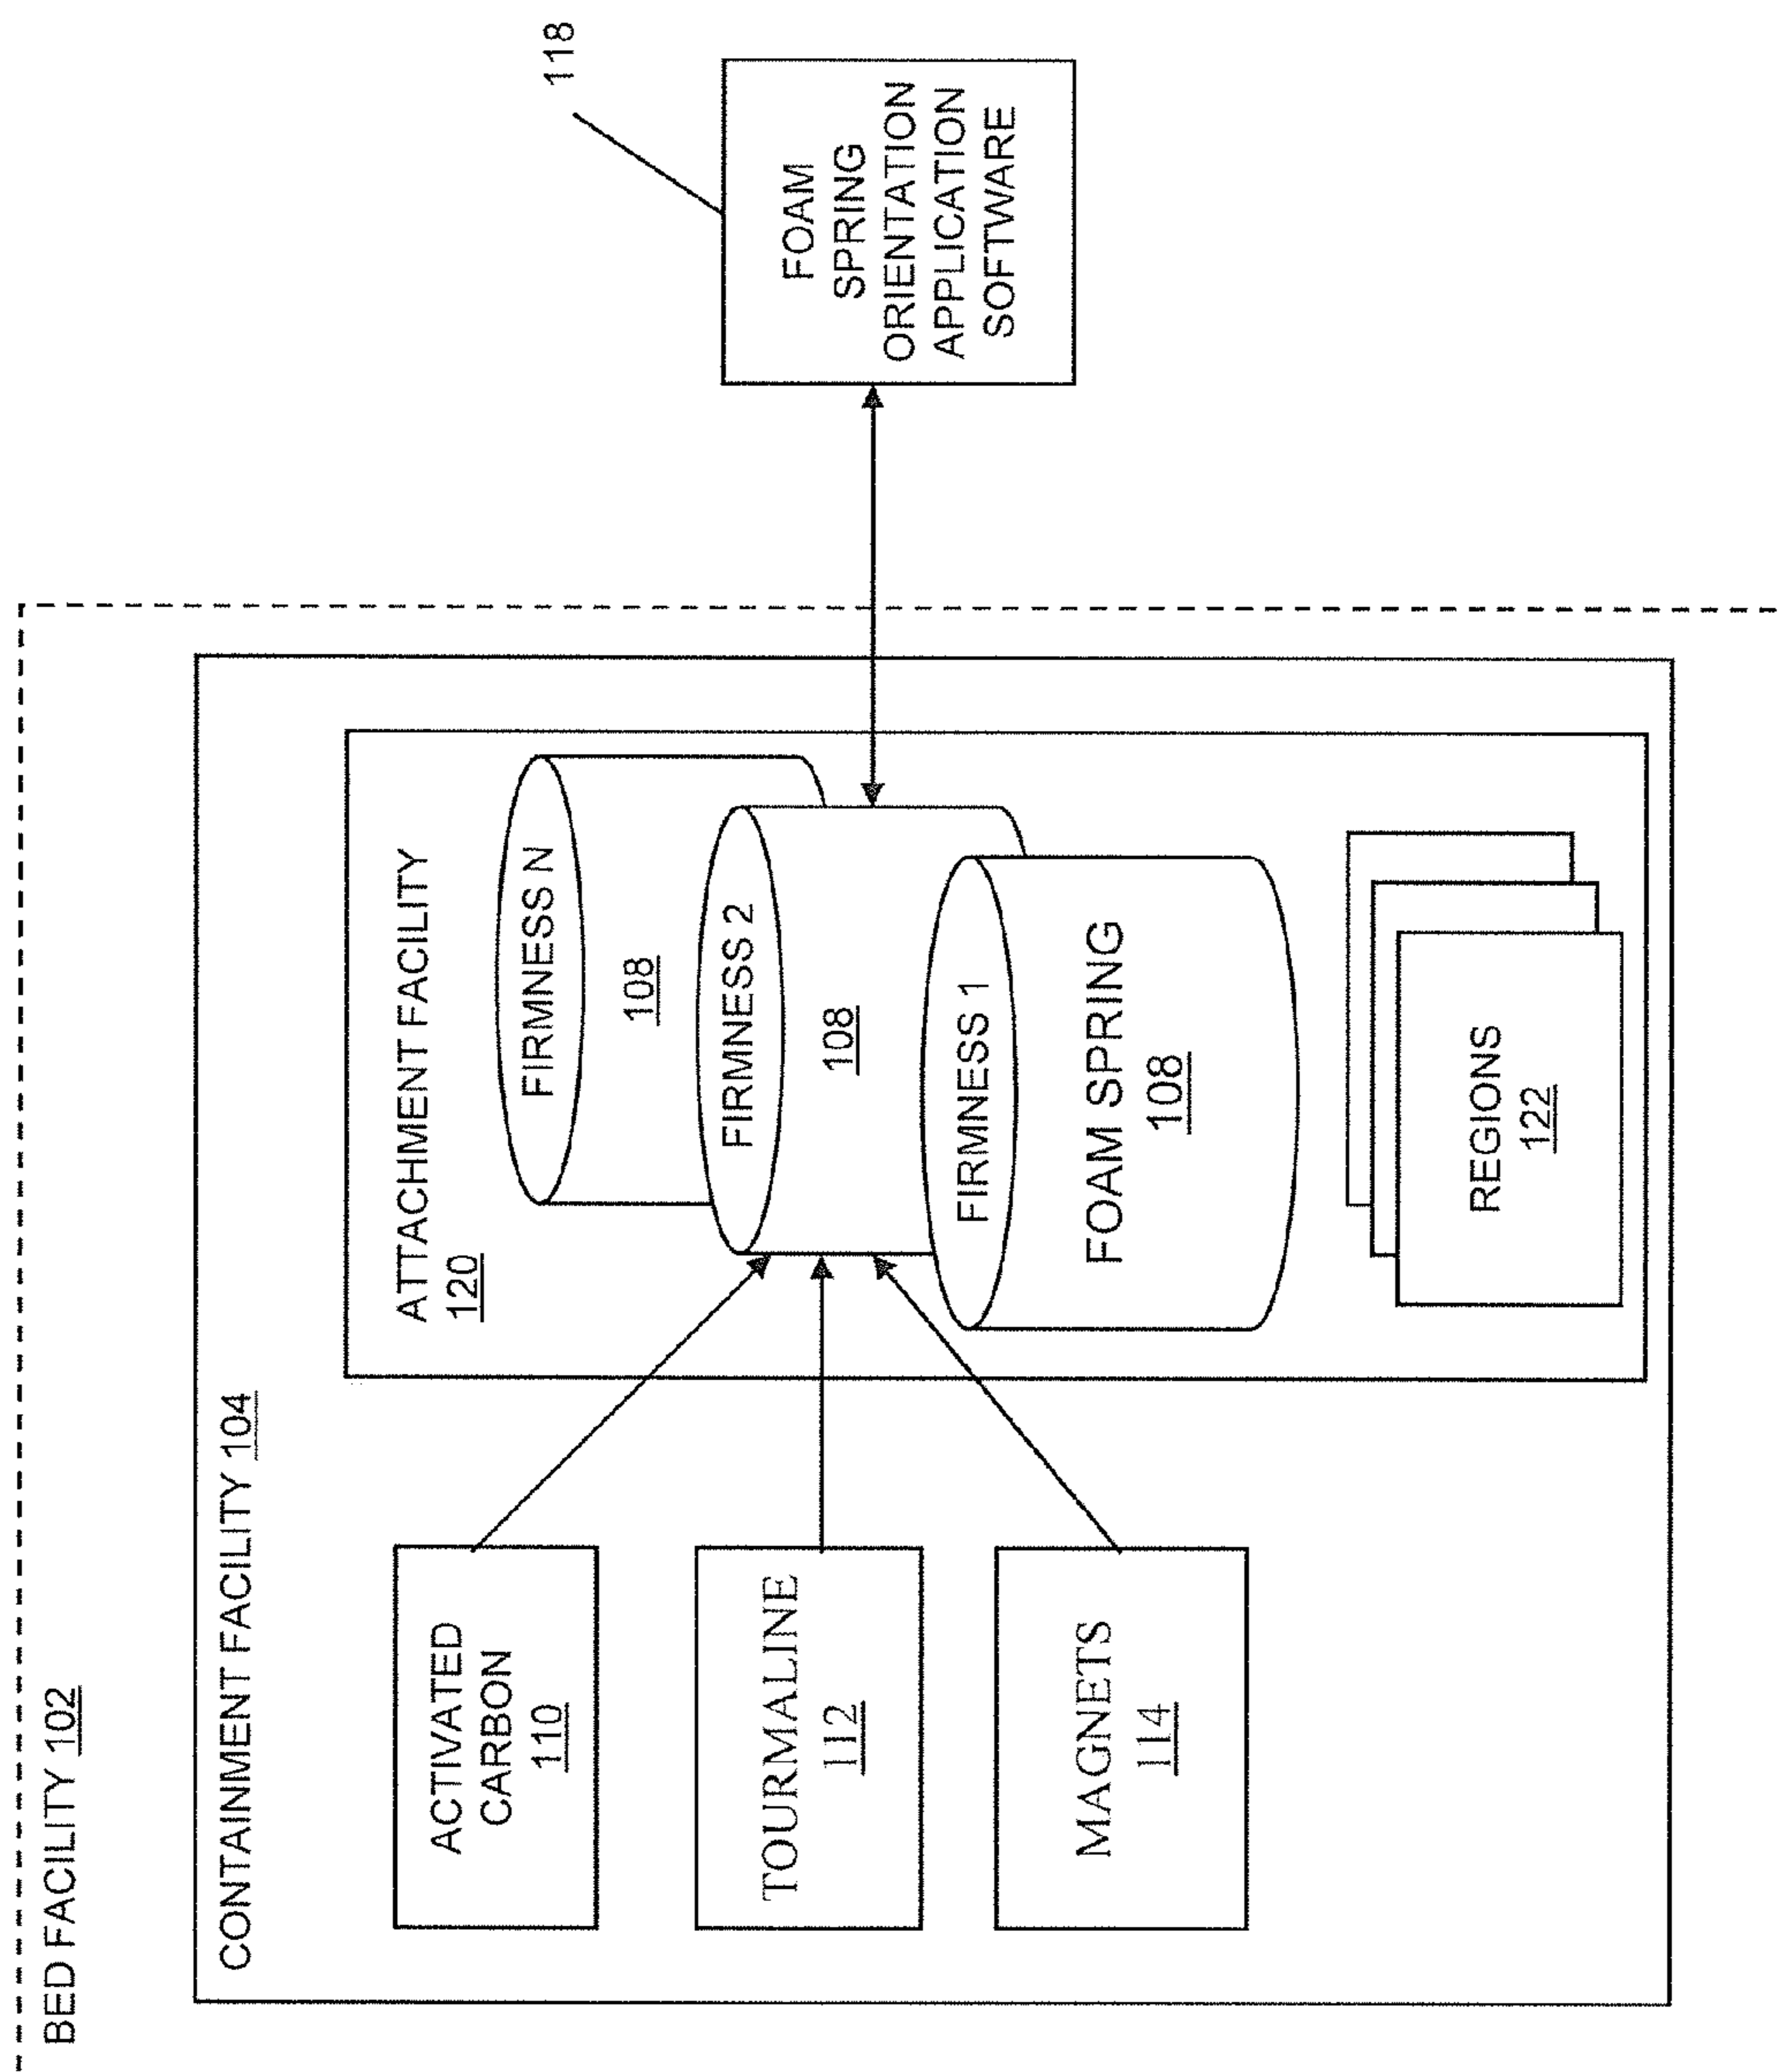 BED FACILITY 102
CONTAINMENT FACILITY 104
ACTIVATED
CARBON
110
TOURMALINE
112
MAGNETS
114
ATTACHMENT FACILITY
120
FIRMNESS N
108
FIRMNESS 2
108
FIRMNESS 1
FOAM SPRING
108
REGIONS
122
118
FOAM
SPRING
ORIENTATION
APPLICATION
SOFTWARE